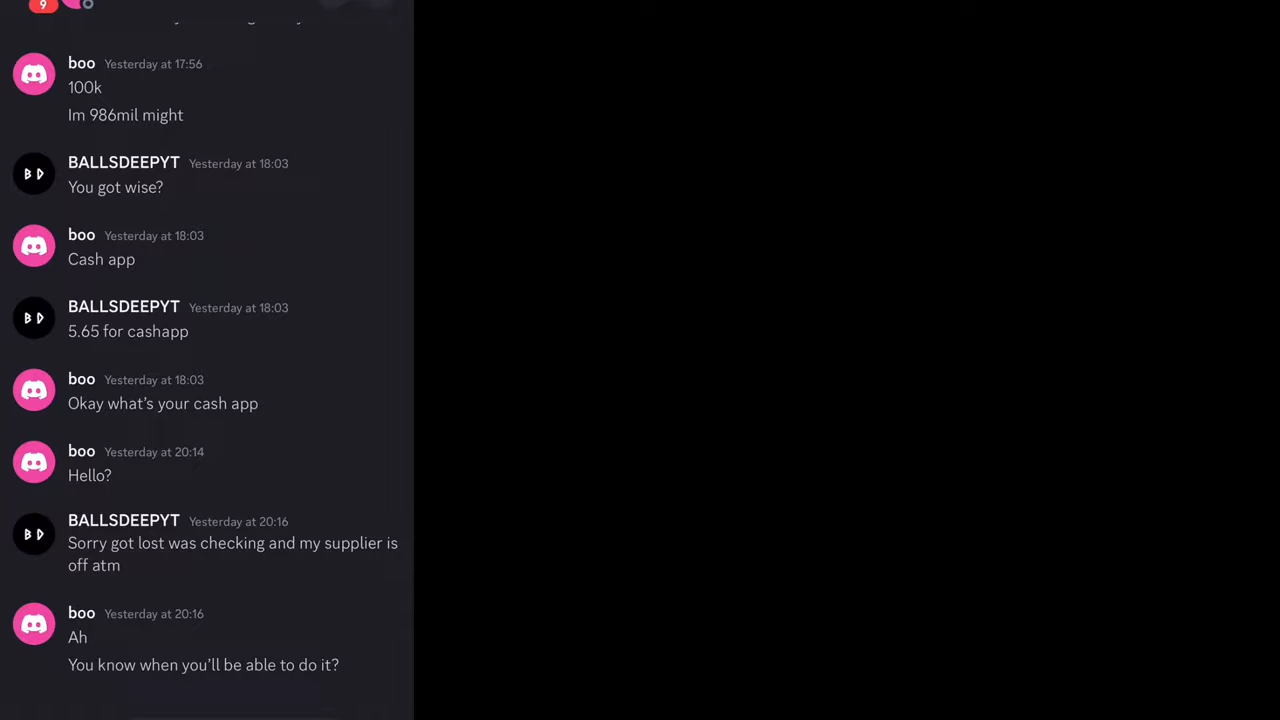 9
boo Yesterday at 17:56
100k
Im 986mil might
BALLSDEEPYT Yesterday at 18:03
B D
You got wise?
boo Yesterday at 18:03
Cash app
BALLSDEEPYT Yesterday at 18:03
B D
5.65 for cashapp
boo Yesterday at 18:03
Okay what's your cash app
boo Yesterday at 20:14
Hello?
BALLSDEEPYT Yesterday at 20:16
B D
Sorry got lost was checking and my supplier is
off atm
boo Yesterday at 20:16
Ah
You know when you'll be able to do it?